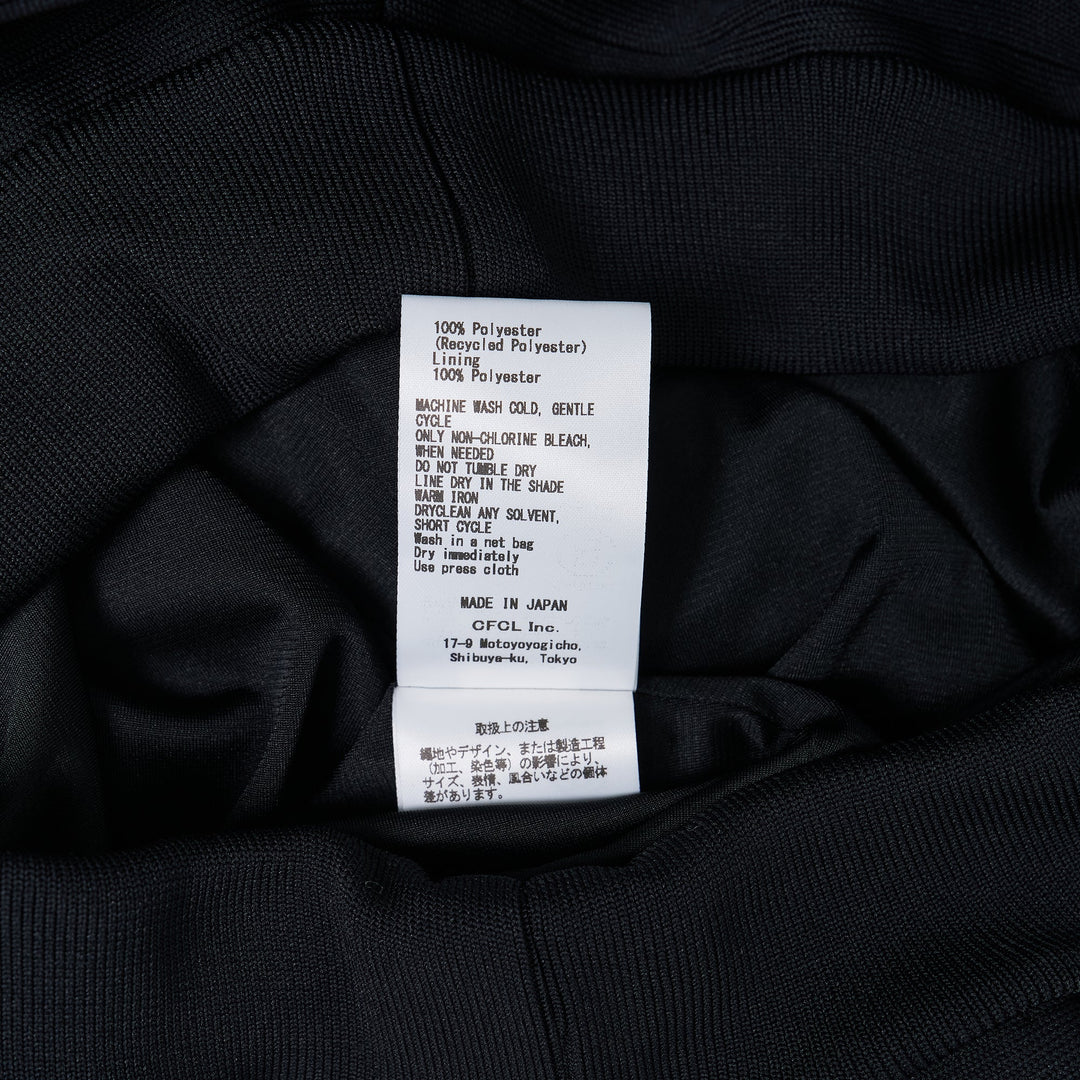 100% Polyester
(Recycled Polyester)
Lining
100% Polyester
MACHINE WASH COLD, GENTLE
CYCLE
ONLY NON-CHLORINE BLEACH,
WHEN NEEDED
DO NOT TUMBLE DRY
LINE DRY IN THE SHADE
WARM IRON
DRYCLEAN ANY SOLVENT,
SHORT CYCLE
Wash in a net bag
Dry immediately
Use press cloth
MADE IN JAPAN
CFCL Inc.
17-9 Motoyoyogicho,
Shibuya-ku, Tokyo
取扱上の注意
編地やデザイン、または製造工程
(加工、染色等)の影響により、
サイズ、表情、風合いなどの個体
差があります。